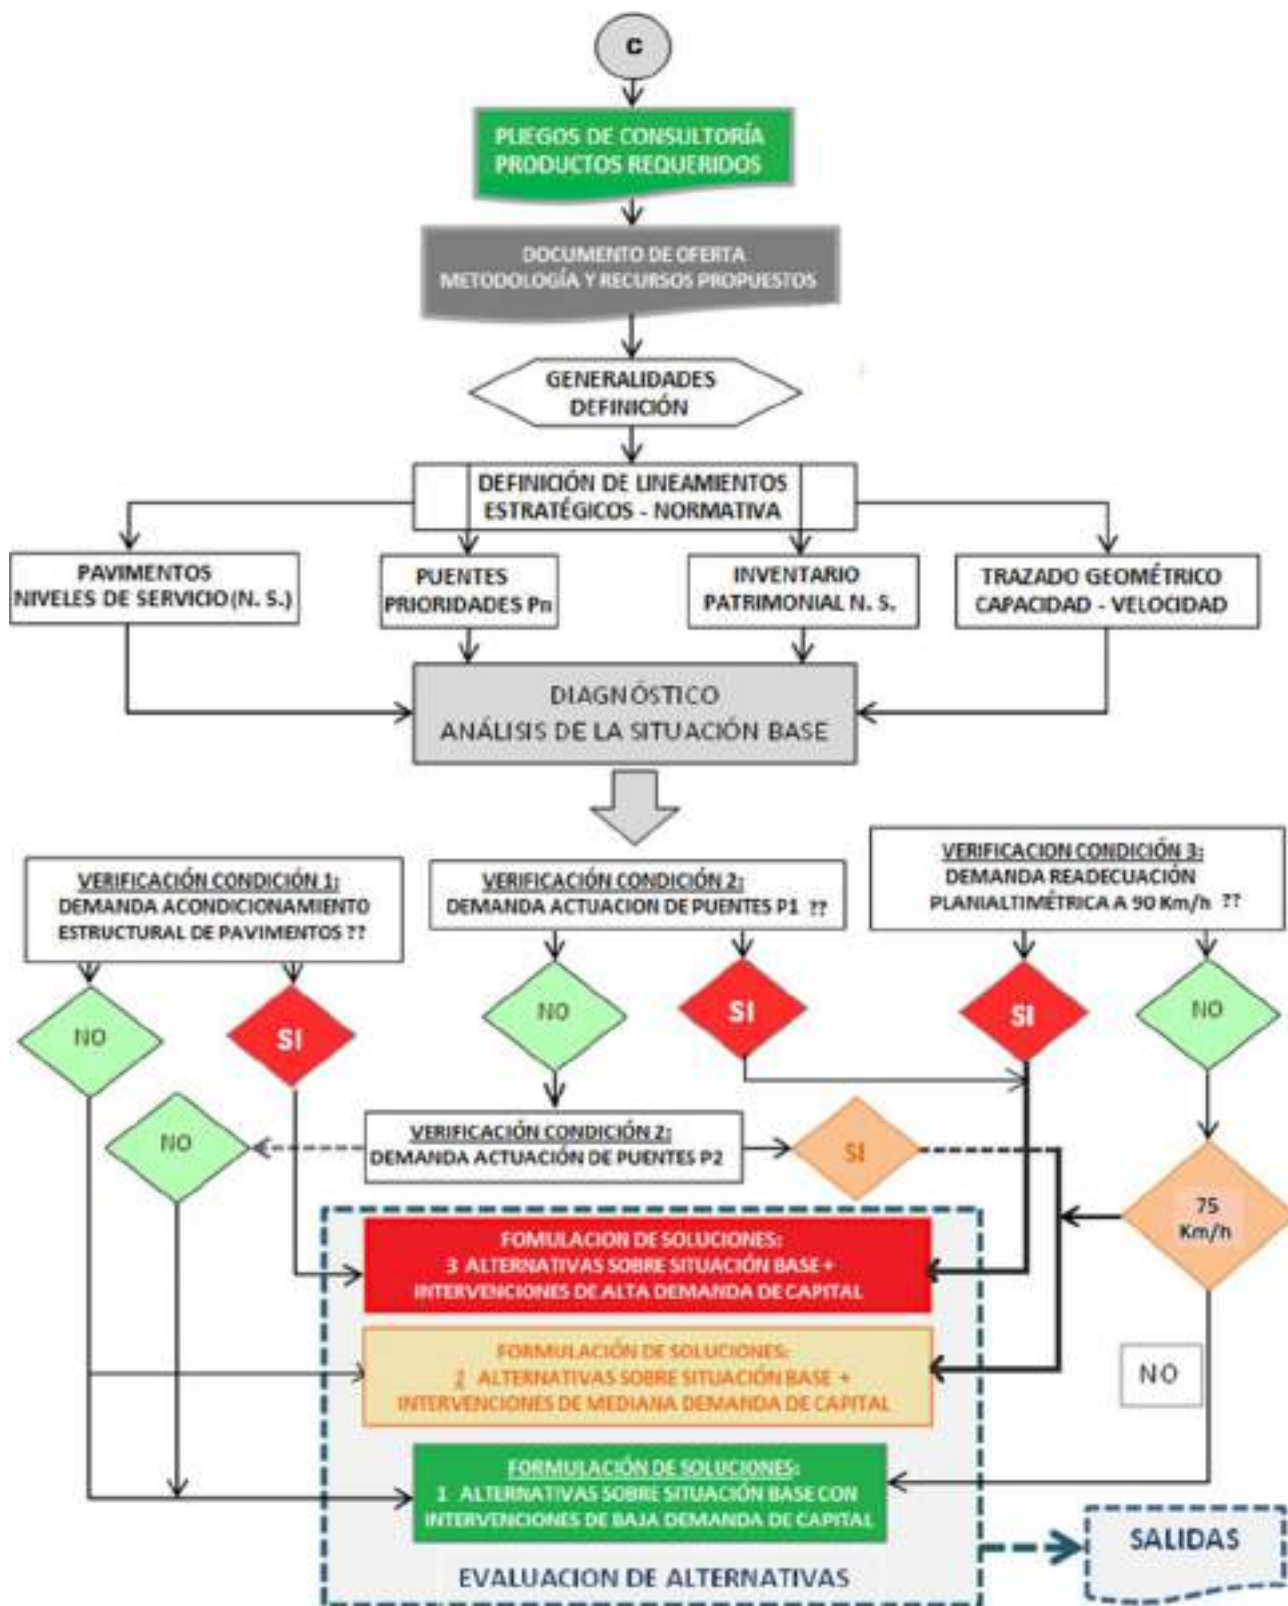 C
PLIEGOS DE CONSULTORÍA
PRODUCTOS REQUERIDOS
DOCUMENTO DE OFERTA
METODOLOGÍA Y RECURSOS PROPUESTOS
GENERALIDADES
DEFINICIÓN
DEFINICIÓN DE LINEAMIENTOS
ESTRATÉGICOS - NORMATIVA
PAVIMENTOS
NIVELES DE SERVICIO (N. S.)
PUENTES
PRIORIDADES Pn
INVENTARIO
PATRIMONIAL N. S.
TRAZADO GEOMÉTRICO
CAPACIDAD - VELOCIDAD
DIAGNÓSTICO
ANÁLISIS DE LA SITUACIÓN BASE
VERIFICACIÓN CONDICIÓN 1:
DEMANDA ACONDICIONAMIENTO
ESTRUCTURAL DE PAVIMENTOS ??
VERIFICACIÓN CONDICIÓN 2:
DEMANDA ACTUACION DE PUENTES P1 ??
VERIFICACION CONDICIÓN 3:
DEMANDA READECUACIÓN
PLANIALTIMÉTRICA A 90 Km/h ??
NO
SI
NO
SI
SI
NO
NO
VERIFICACIÓN CONDICIÓN 2:
DEMANDA ACTUACIÓN DE PUENTES P2
SI
75
Km/h
FOMULACION DE SOLUCIONES:
3 ALTERNATIVAS SOBRE SITUACIÓN BASE +
INTERVENCIONES DE ALTA DEMANDA DE CAPITAL
FORMULACIÓN DE SOLUCIONES:
2 ALTERNATIVAS SOBRE SITUACIÓN BASE +
INTERVENCIONES DE MEDIANA DEMANDA DE CAPITAL
NO
FORMULACIÓN DE SOLUCIONES:
1 ALTERNATIVAS SOBRE SITUACIÓN BASE CON
INTERVENCIONES DE BAJA DEMANDA DE CAPITAL
EVALUACION DE ALTERNATIVAS
SALIDAS